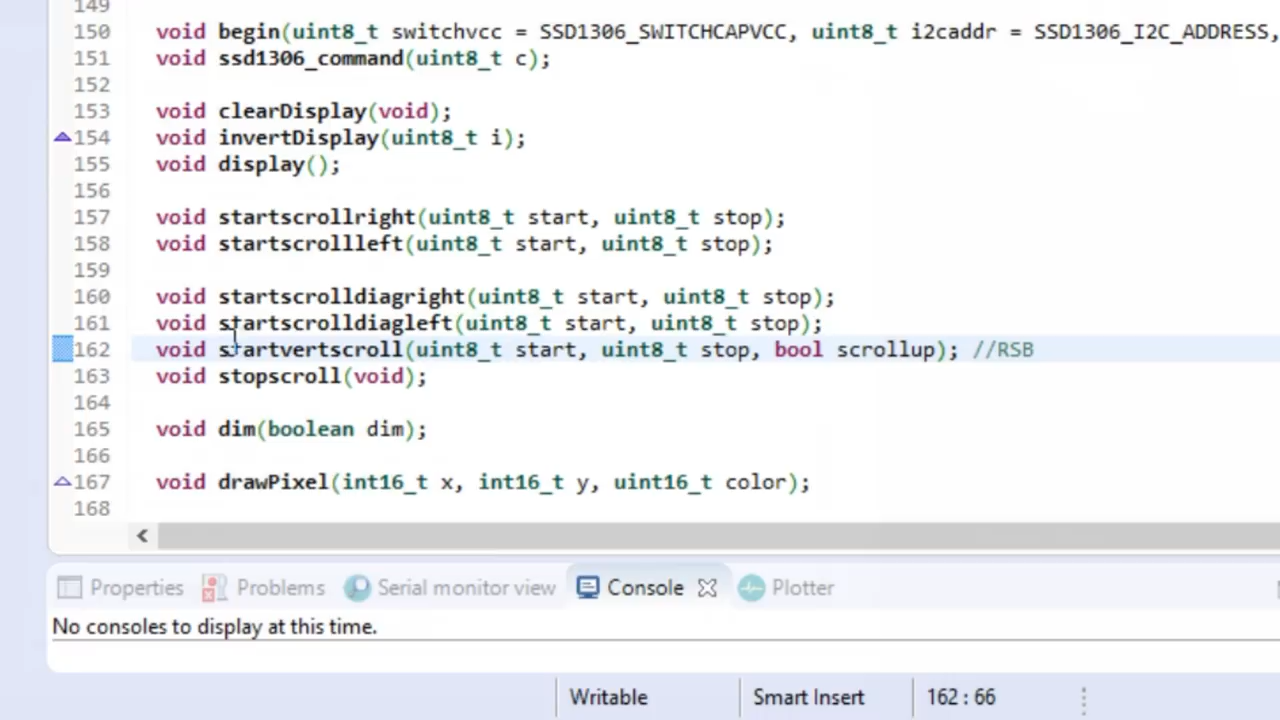 149
150 void begin(uint8_t switchvcc = SSD1306_SWITCHCAPVCC, uint8_t i2caddr = SSD1306_I2C_ADDRESS,
151 void ssd1306_command(uint8_t c);
152
153 void clearDisplay(void);
154 void invertDisplay(uint8_t i);
155 void display();
156
157 void startscrollright(uint8_t start, uint8_t stop);
158 void startscrollleft(uint8_t start, uint8_t stop);
159
160 void startscrolldiagright(uint8_t start, uint8_t stop);
161 void startscrolldiagleft(uint8_t start, uint8_t stop);
162 void startvertscroll(uint8_t start, uint8_t stop, bool scrollup); //RSB
163 void stopscroll(void);
164
165 void dim(boolean dim);
166
167 void drawPixel(int16_t x, int16_t y, uint16_t color);
168
Properties Problems Serial monitor view Console Plotter
No consoles to display at this time.
Writable Smart Insert 162 : 66